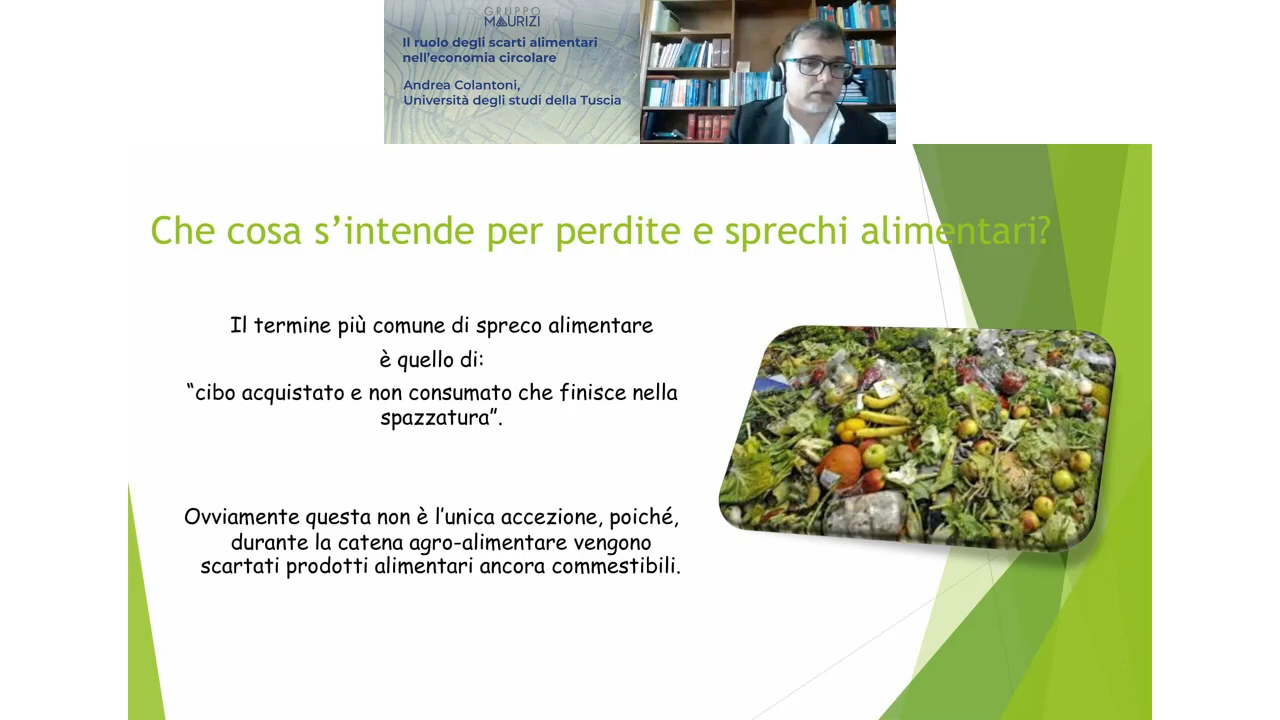 GRUPPO
MAURIZI
Il ruolo degli scarti alimentari
nell'economia circolare
Andrea Colantoni,
Università degli studi della Tuscia
Che cosa s'intende per perdite e sprechi alimentari?
Il termine più comune di spreco alimentare
è quello di:
“cibo acquistato e non consumato che finisce nella
spazzatura”.
Ovviamente questa non è l'unica accezione, poiché,
durante la catena agro-alimentare vengono
scartati prodotti alimentari ancora commestibili.